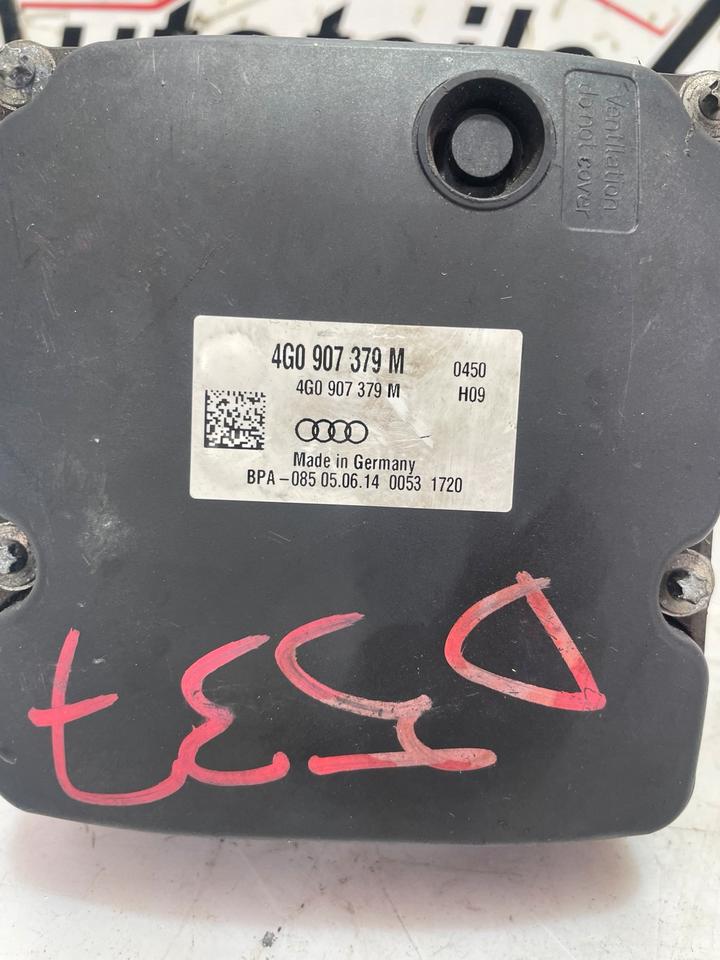 Ventilation
do not cover
4G0 907 379 M 0450
4G0 907 379 M H09
Made in Germany
BPA-085 05.06.14 0053 1720
D537